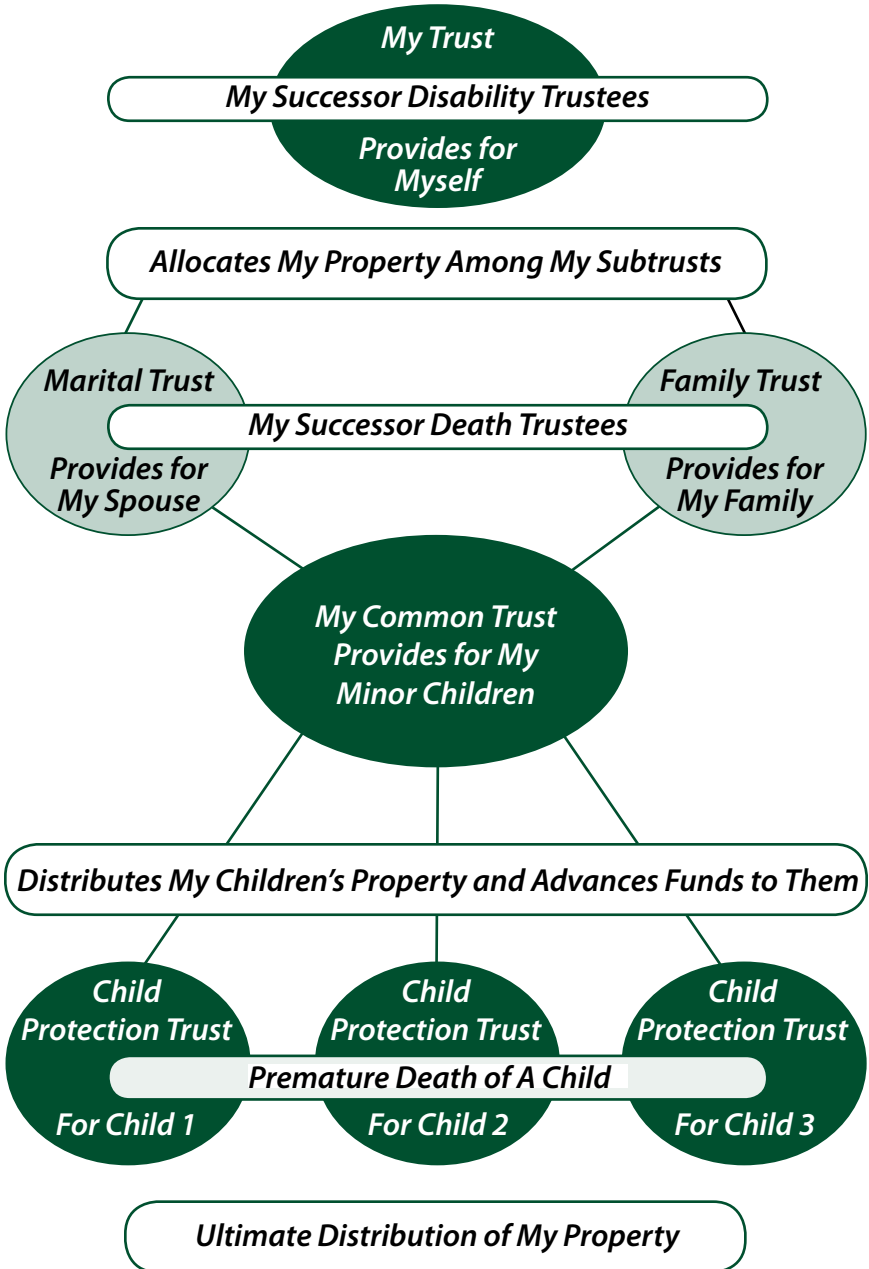 My Trust
My Successor Disability Trustees
Provides for
Myself
Allocates My Property Among My Subtrusts
Marital Trust
Family Trust
My Successor Death Trustees
Provides for
My Spouse
Provides for
My Family
My Common Trust
Provides for My
Minor Children
Distributes My Children's Property and Advances Funds to Them
Child
Protection Trust
Child
Protection Trust
Child
Protection Trust
Premature Death of A Child
For Child 1
For Child 2
For Child 3
Ultimate Distribution of My Property